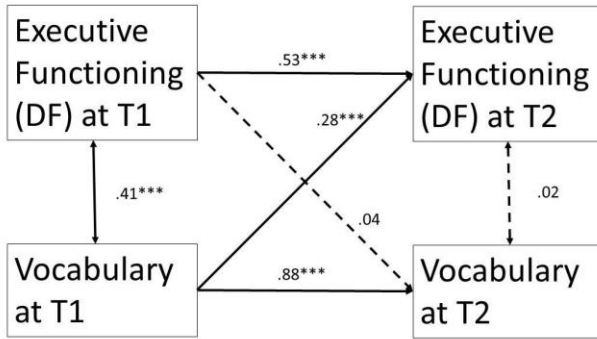 Executive
Functioning
(DF) at T1
Executive
Functioning
(DF) at T2
.53***
.28***
.41***
.04
.02
Vocabulary
at T1
.88***
Vocabulary
at T2